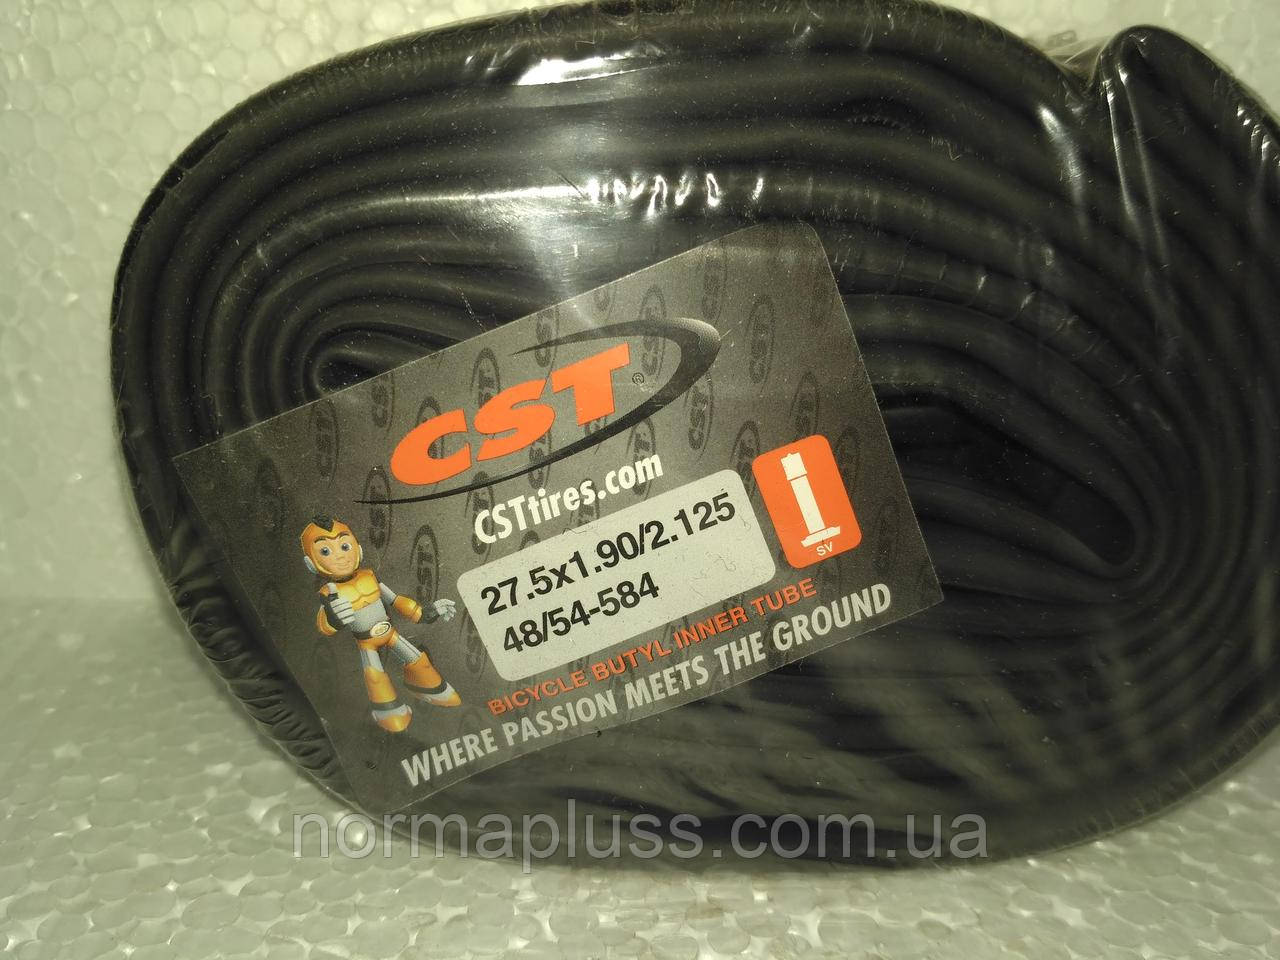 CST®
CSTtires.com
27.5x1.90/2.125
48/54-584
SV
BICYCLE BUTYL INNER TUBE
WHERE PASSION MEETS THE GROUND
normapluss.com.ua